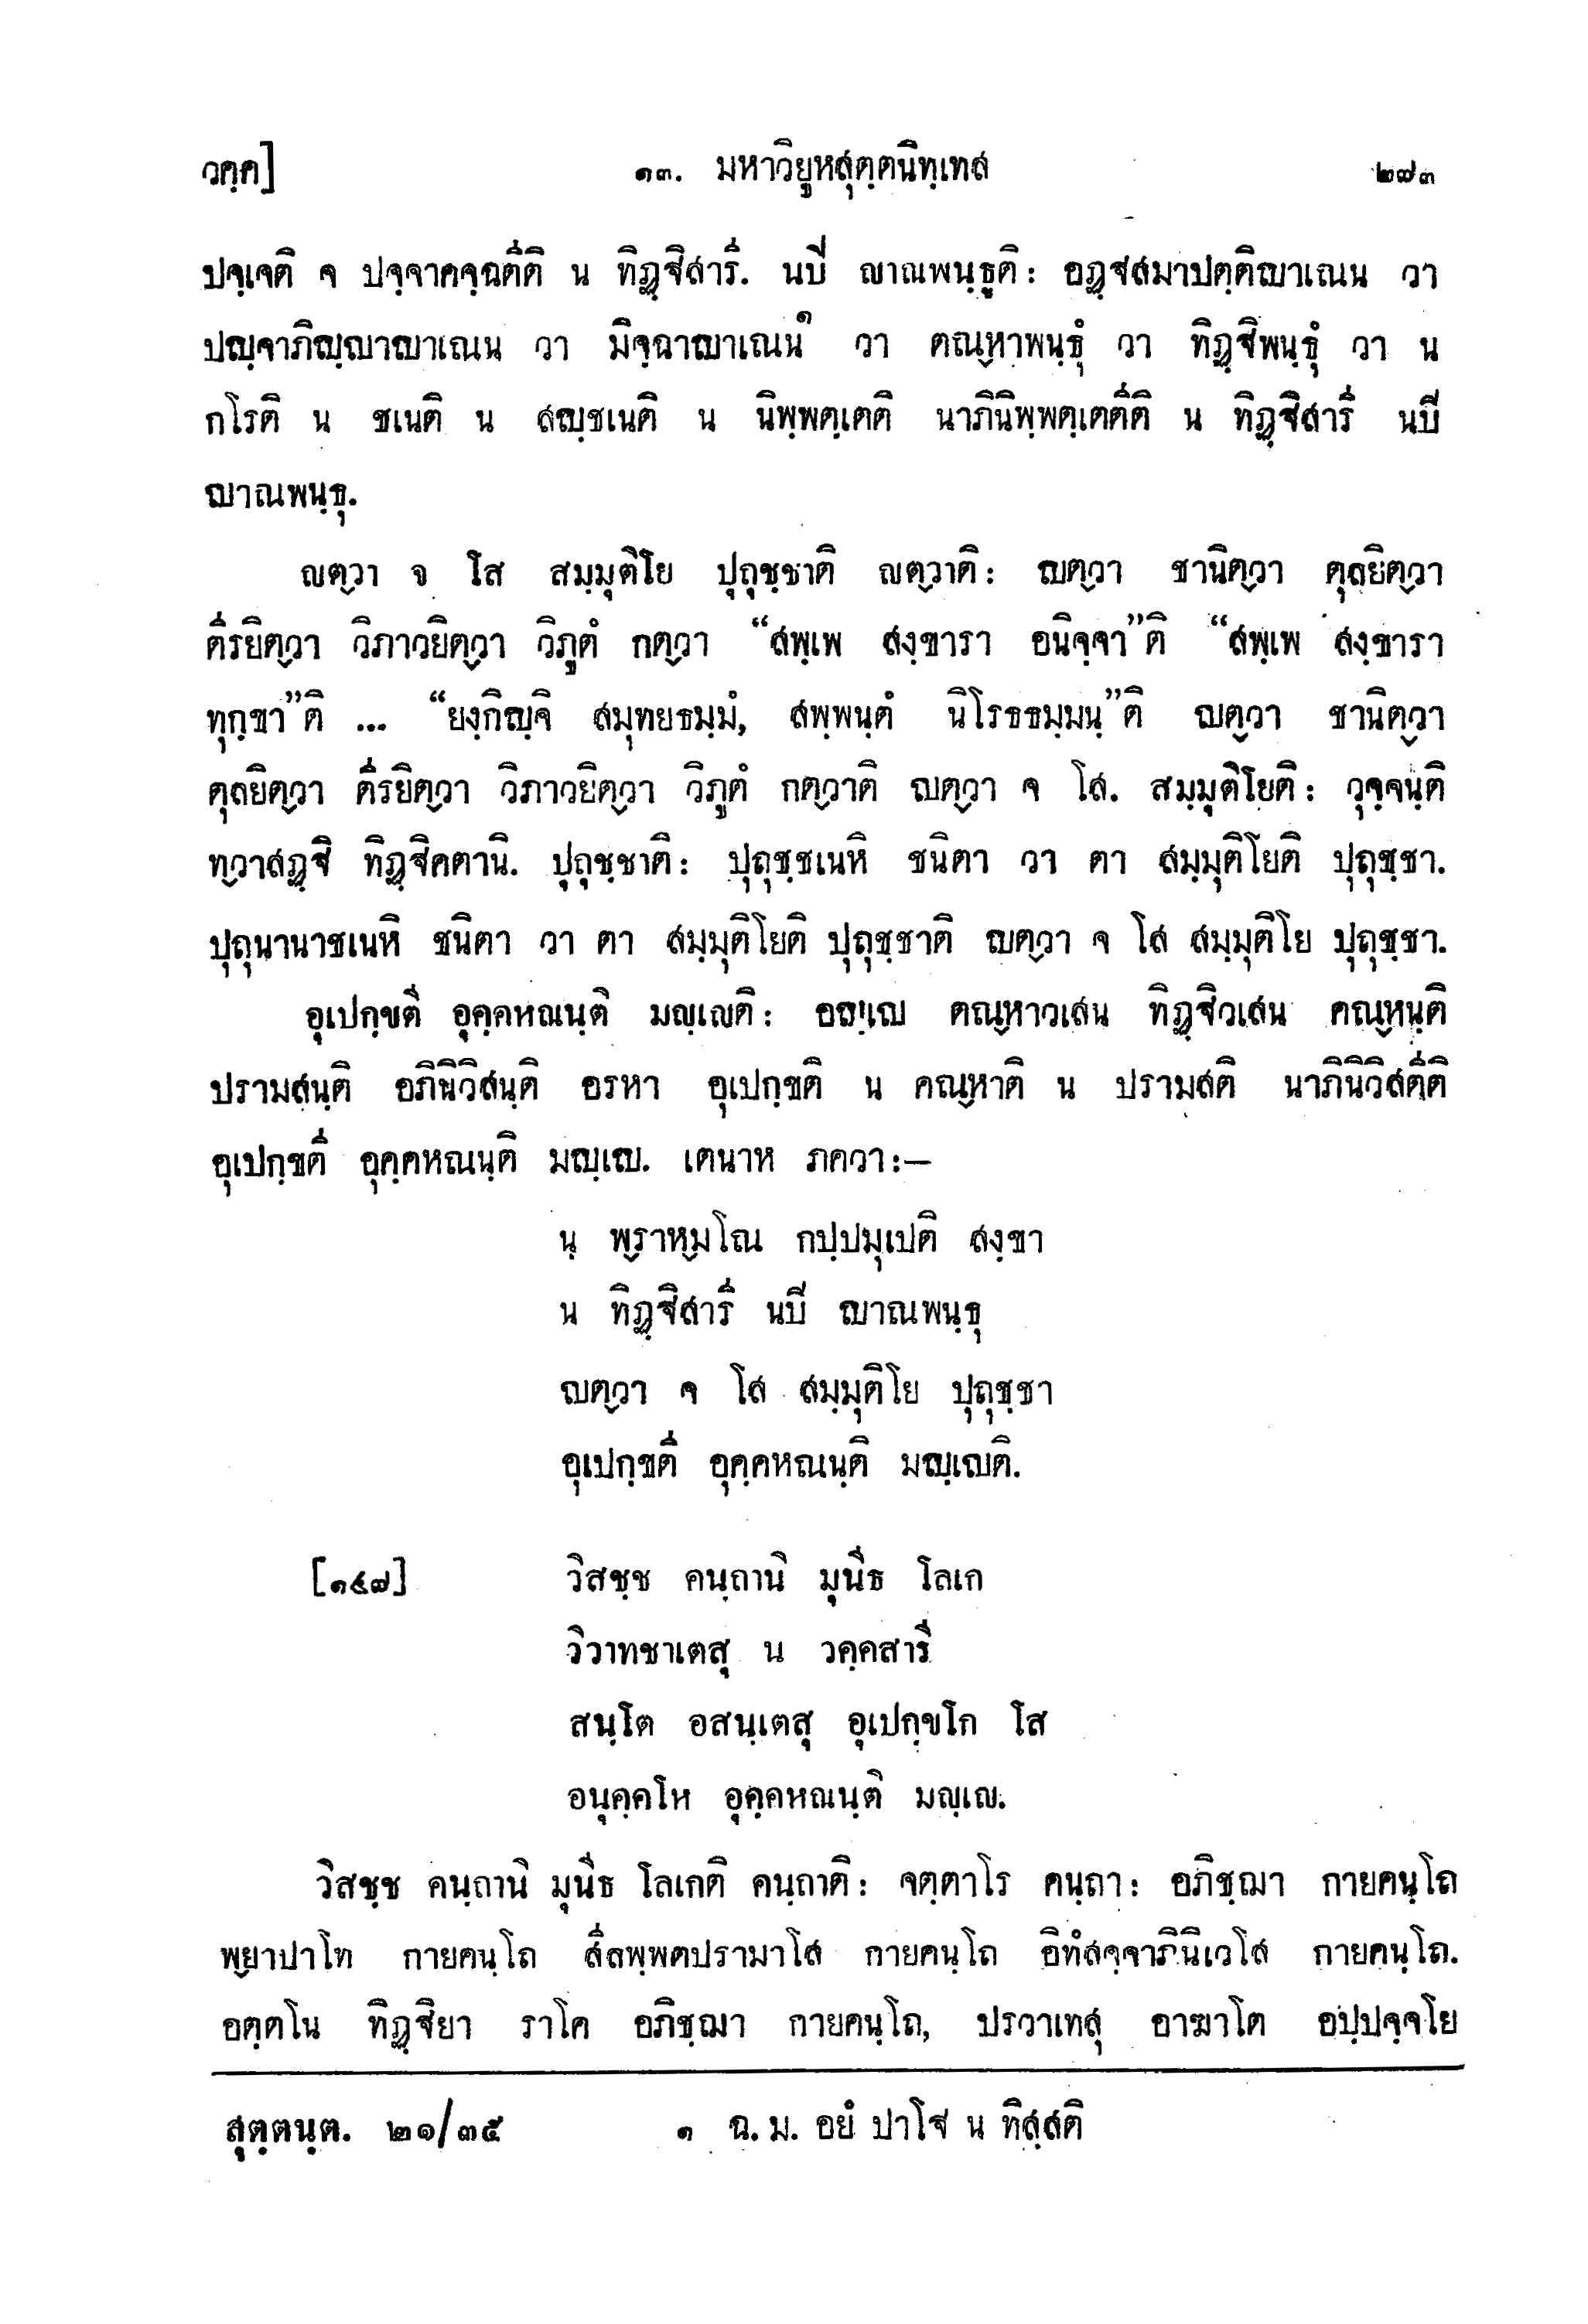 วคฺค] ๑๓. มหาวิยูหสุตฺตนิทฺเทส ๒๗๓
ปจฺเจติ จ ปจฺจาคจฺฉตีติ น ทิฏฺฐิสารี. นปิ ญาณพนฺธูติ: อฏฺฐสมาปตฺติญาเณน วา
ปญฺจาภิญฺญาญาเณน วา มิจฺฉาญาเณน๑ วา ตณฺหาพนฺธุํ วา ทิฏฺฐิพนฺธุํ วา น
กโรติ น ชเนติ น สญฺชเนติ น นิพฺพตฺเตติ นาภินิพฺพตฺเตตีติ น ทิฏฺฐิสารี นปิ
ญาณพนฺธุ.
ญตฺวา จ โส สมฺมุติโย ปุถุชฺชาติ ญตฺวาติ: ญตฺวา ชานิตฺวา ตุลยิตฺวา
ตีรยิตฺวา วิภาวยิตฺวา วิภูตํ กตฺวา “สพฺเพ สงฺขารา อนิจฺจา”ติ “สพฺเพ สงฺขารา
ทุกฺขา”ติ ... “ยงฺกิญฺจิ สมุทยธมฺมํ, สพฺพนฺตํ นิโรธธมฺมนฺ”ติ ญตฺวา ชานิตฺวา
ตุลยิตฺวา ตีรยิตฺวา วิภาวยิตฺวา วิภูตํ กตฺวาติ ญตฺวา จ โส. สมฺมุติโยติ: วุจฺจนฺติ
ทฺวาสฏฺฐี ทิฏฺฐิคตานิ. ปุถุชฺชาติ: ปุถุชฺชเนหิ ชนิตา วา ตา สมฺมุติโยติ ปุถุชฺชา.
ปุถุนานาชเนหิ ชนิตา วา ตา สมฺมุติโยติ ปุถุชฺชาติ ญตฺวา จ โส สมฺมุติโย ปุถุชฺชา.
อุเปกฺขตี อุคฺคหณนฺติ มญฺเญติ: อญฺเญ ตณฺหาวเสน ทิฏฺฐิวเสน คณฺหนฺติ
ปรามสนฺติ อภินิวิสนฺติ อรหา อุเปกฺขติ น คณฺหาติ น ปรามสติ นาภินิวิสตีติ
อุเปกฺขตี อุคฺคหณนฺติ มญฺเญ. เตนาห ภควา:—
น พฺราหฺมโณ กปฺปมุเปติ สงฺขา
น ทิฏฺฐิสารี นปิ ญาณพนฺธุ
ญตฺวา จ โส สมฺมุติโย ปุถุชฺชา
อุเปกฺขตี อุคฺคหณนฺติ มญฺเญติ.
[๑๔๗] วิสชฺช คนฺถานิ มุนีธ โลเก
วิวาทชาเตสุ น วคฺคสารี
สนฺโต อสนฺเตสุ อุเปกฺขโก โส
อนุคฺคโห อุคฺคหณนฺติ มญฺเญ.
วิสชฺช คนฺถานิ มุนีธ โลเกติ คนฺถาติ: จตฺตาโร คนฺถา: อภิชฺฌา กายคนฺโถ
พฺยาปาโท กายคนฺโถ สีลพฺพตปรามาโส กายคนฺโถ อิทํสจฺจาภินิเวโส กายคนฺโถ.
อตฺตโน ทิฏฺฐิยา ราโค อภิชฺฌา กายคนฺโถ, ปรวาเทสุ อาฆาโต อปฺปจฺจโย
สุตฺตนฺต. ๒๑/๓๕ ๑ ฉ. ม. อยํ ปาโฐ น ทิสฺสติ